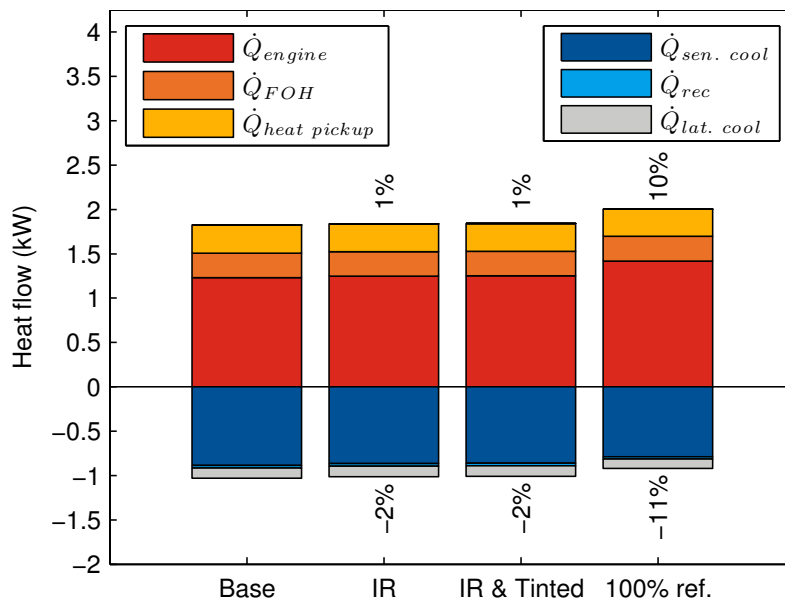 4
3.5
3
2.5
2
1.5
1
0.5
0
−0.5
−1
−1.5
−2
Heat flow (kW)
Q̇engine
Q̇FOH
Q̇heat pickup
Q̇sen. cool
Q̇rec
Q̇lat. cool
1%
1%
10%
−2%
−2%
−11%
Base
IR
IR & Tinted
100% ref.